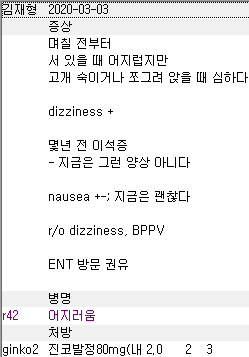 김재형 2020-03-03
증상
며칠 전부터
서 있을 때 어지럽지만
고개 숙이거나 쪼그려 앉을 때 심하다
dizziness +
몇년 전 이석증
- 지금은 그런 양상 아니다
nausea +-; 지금은 괜찮다
r/o dizziness, BPPV
ENT 방문 권유
병명
r42 어지러움
처방
ginko2 진코발정80mg(내 2.0 2 3